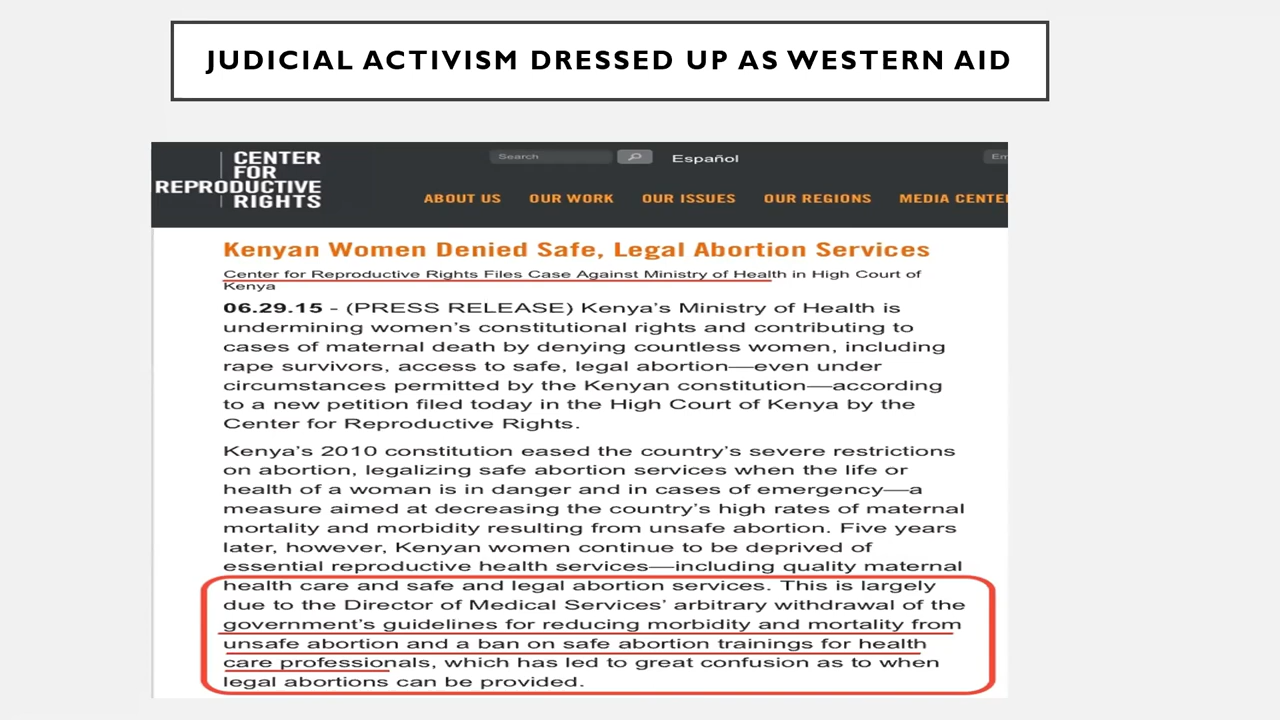 JUDICIAL ACTIVISM DRESSED UP AS WESTERN AID
CENTER
FOR
REPRODUCTIVE
RIGHTS
Search
Español
ABOUT US OUR WORK OUR ISSUES OUR REGIONS MEDIA CENTE
Kenyan Women Denied Safe, Legal Abortion Services
Center for Reproductive Rights Files Case Against Ministry of Health in High Court of
Kenya
06.29.15 - (PRESS RELEASE) Kenya's Ministry of Health is
undermining women's constitutional rights and contributing to
cases of maternal death by denying countless women, including
rape survivors, access to safe, legal abortion—even under
circumstances permitted by the Kenyan constitution—according
to a new petition filed today in the High Court of Kenya by the
Center for Reproductive Rights.
Kenya's 2010 constitution eased the country's severe restrictions
on abortion, legalizing safe abortion services when the life or
health of a woman is in danger and in cases of emergency—a
measure aimed at decreasing the country's high rates of maternal
mortality and morbidity resulting from unsafe abortion. Five years
later, however, Kenyan women continue to be deprived of
essential reproductive health services—including quality maternal
health care and safe and legal abortion services. This is largely
due to the Director of Medical Services' arbitrary withdrawal of the
government's guidelines for reducing morbidity and mortality from
unsafe abortion and a ban on safe abortion trainings for health
care professionals, which has led to great confusion as to when
legal abortions can be provided.